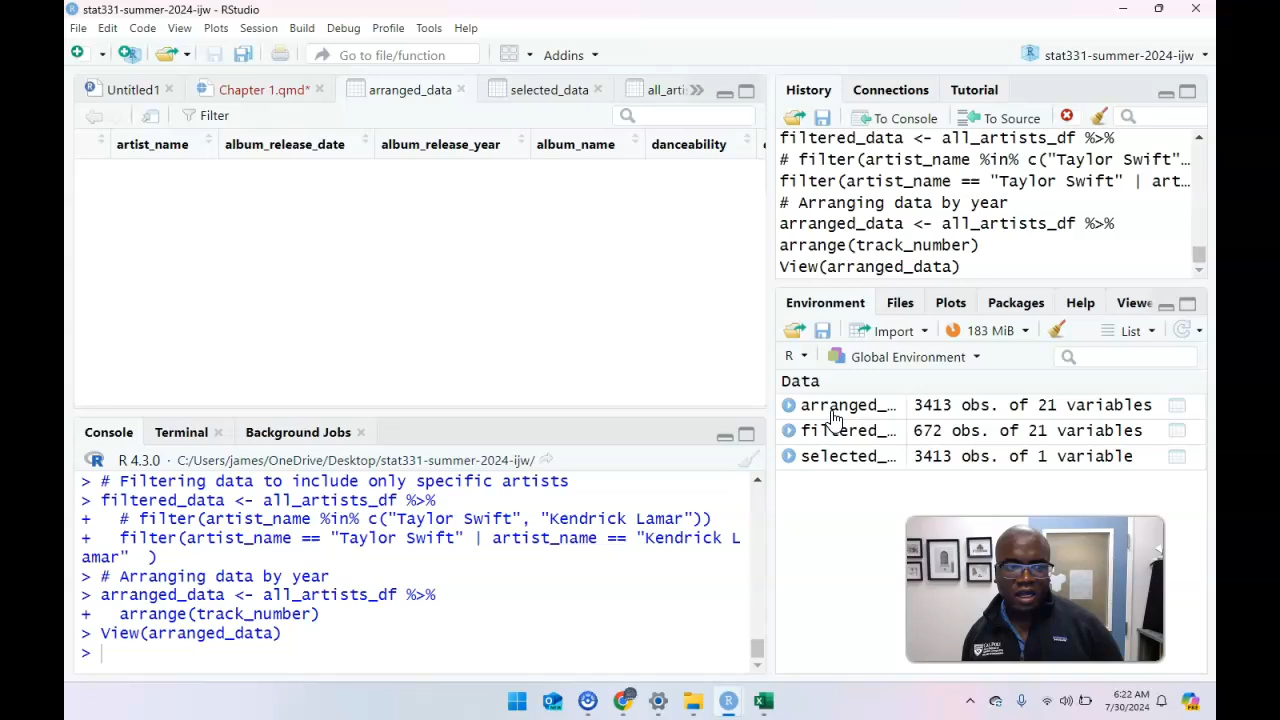 stat331-summer-2024-ijw - RStudio
File Edit Code View Plots Session Build Debug Profile Tools Help
Go to file/function Addins stat331-summer-2024-ijw
Untitled1 Chapter 1.qmd* arranged_data selected_data all_arti
Filter
artist_name album_release_date album_release_year album_name danceability
History Connections Tutorial
To Console To Source
filtered_data <- all_artists_df %>%
# filter(artist_name %in% c("Taylor Swift"…
filter(artist_name == "Taylor Swift" | art…
# Arranging data by year
arranged_data <- all_artists_df %>%
arrange(track_number)
View(arranged_data)
Environment Files Plots Packages Help Viewe
Import 183 MiB List
R Global Environment
Data
arranged_… 3413 obs. of 21 variables
filtered_… 672 obs. of 21 variables
selected_… 3413 obs. of 1 variable
Console Terminal Background Jobs
R 4.3.0 · C:/Users/james/OneDrive/Desktop/stat331-summer-2024-ijw/
> # Filtering data to include only specific artists
> filtered_data <- all_artists_df %>%
+ # filter(artist_name %in% c("Taylor Swift", "Kendrick Lamar"))
+ filter(artist_name == "Taylor Swift" | artist_name == "Kendrick L
amar" )
> # Arranging data by year
> arranged_data <- all_artists_df %>%
+ arrange(track_number)
> View(arranged_data)
>
CAL POLY
6:22 AM
7/30/2024